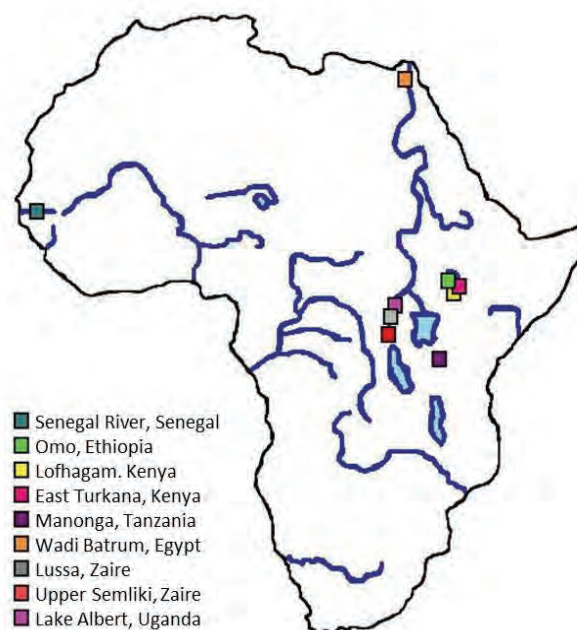 Senegal River, Senegal
Omo, Ethiopia
Lofhagam. Kenya
East Turkana, Kenya
Manonga, Tanzania
Wadi Batrum, Egypt
Lussa, Zaire
Upper Semliki, Zaire
Lake Albert, Uganda